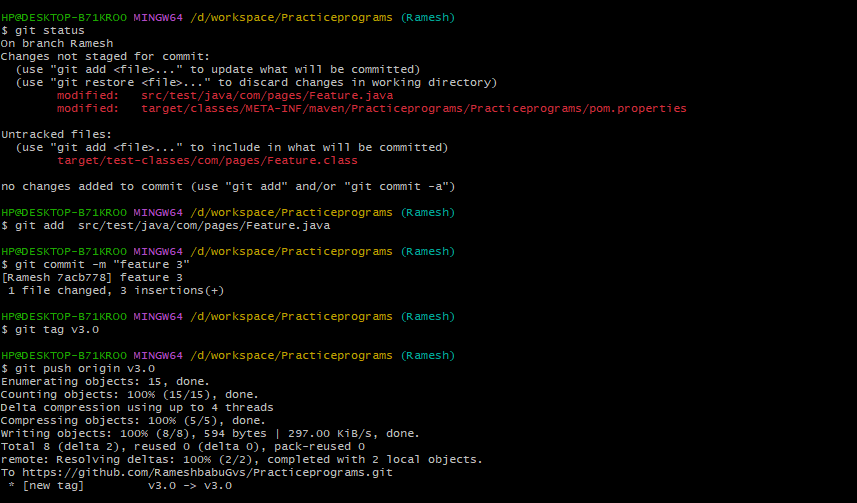 HP@DESKTOP-B71KROO MINGW64 /d/workspace/Practiceprograms (Ramesh)
$ git status
On branch Ramesh
Changes not staged for commit:
  (use "git add <file>..." to update what will be committed)
  (use "git restore <file>..." to discard changes in working directory)
        modified:   src/test/java/com/pages/Feature.java
        modified:   target/classes/META-INF/maven/Practiceprograms/Practiceprograms/pom.properties

Untracked files:
  (use "git add <file>..." to include in what will be committed)
        target/test-classes/com/pages/Feature.class

no changes added to commit (use "git add" and/or "git commit -a")

HP@DESKTOP-B71KROO MINGW64 /d/workspace/Practiceprograms (Ramesh)
$ git add  src/test/java/com/pages/Feature.java

HP@DESKTOP-B71KROO MINGW64 /d/workspace/Practiceprograms (Ramesh)
$ git commit -m "feature 3"
[Ramesh 7acb778] feature 3
 1 file changed, 3 insertions(+)

HP@DESKTOP-B71KROO MINGW64 /d/workspace/Practiceprograms (Ramesh)
$ git tag v3.0

HP@DESKTOP-B71KROO MINGW64 /d/workspace/Practiceprograms (Ramesh)
$ git push origin v3.0
Enumerating objects: 15, done.
Counting objects: 100% (15/15), done.
Delta compression using up to 4 threads
Compressing objects: 100% (5/5), done.
Writing objects: 100% (8/8), 594 bytes | 297.00 KiB/s, done.
Total 8 (delta 2), reused 0 (delta 0), pack-reused 0
remote: Resolving deltas: 100% (2/2), completed with 2 local objects.
To https://github.com/RameshbabuGvs/Practiceprograms.git
 * [new tag]         v3.0 -> v3.0